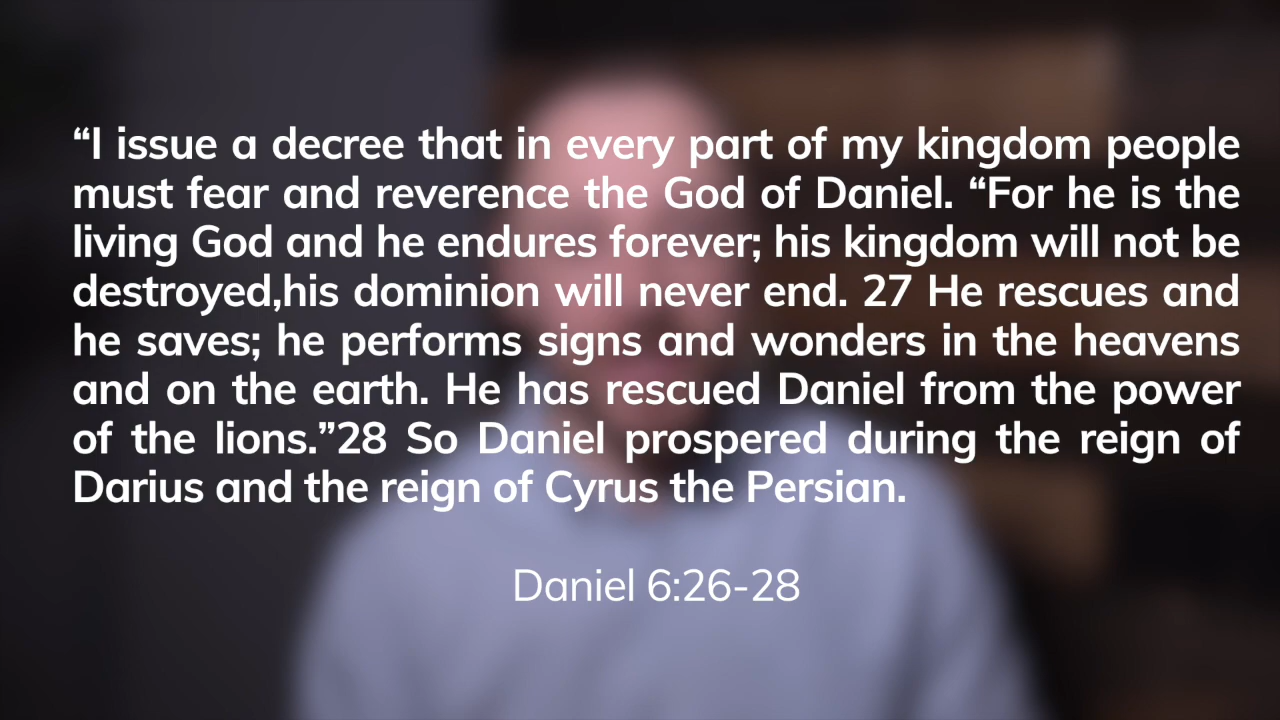 “I issue a decree that in every part of my kingdom people
must fear and reverence the God of Daniel. “For he is the
living God and he endures forever; his kingdom will not be
destroyed,his dominion will never end. 27 He rescues and
he saves; he performs signs and wonders in the heavens
and on the earth. He has rescued Daniel from the power
of the lions.”28 So Daniel prospered during the reign of
Darius and the reign of Cyrus the Persian.
Daniel 6:26-28